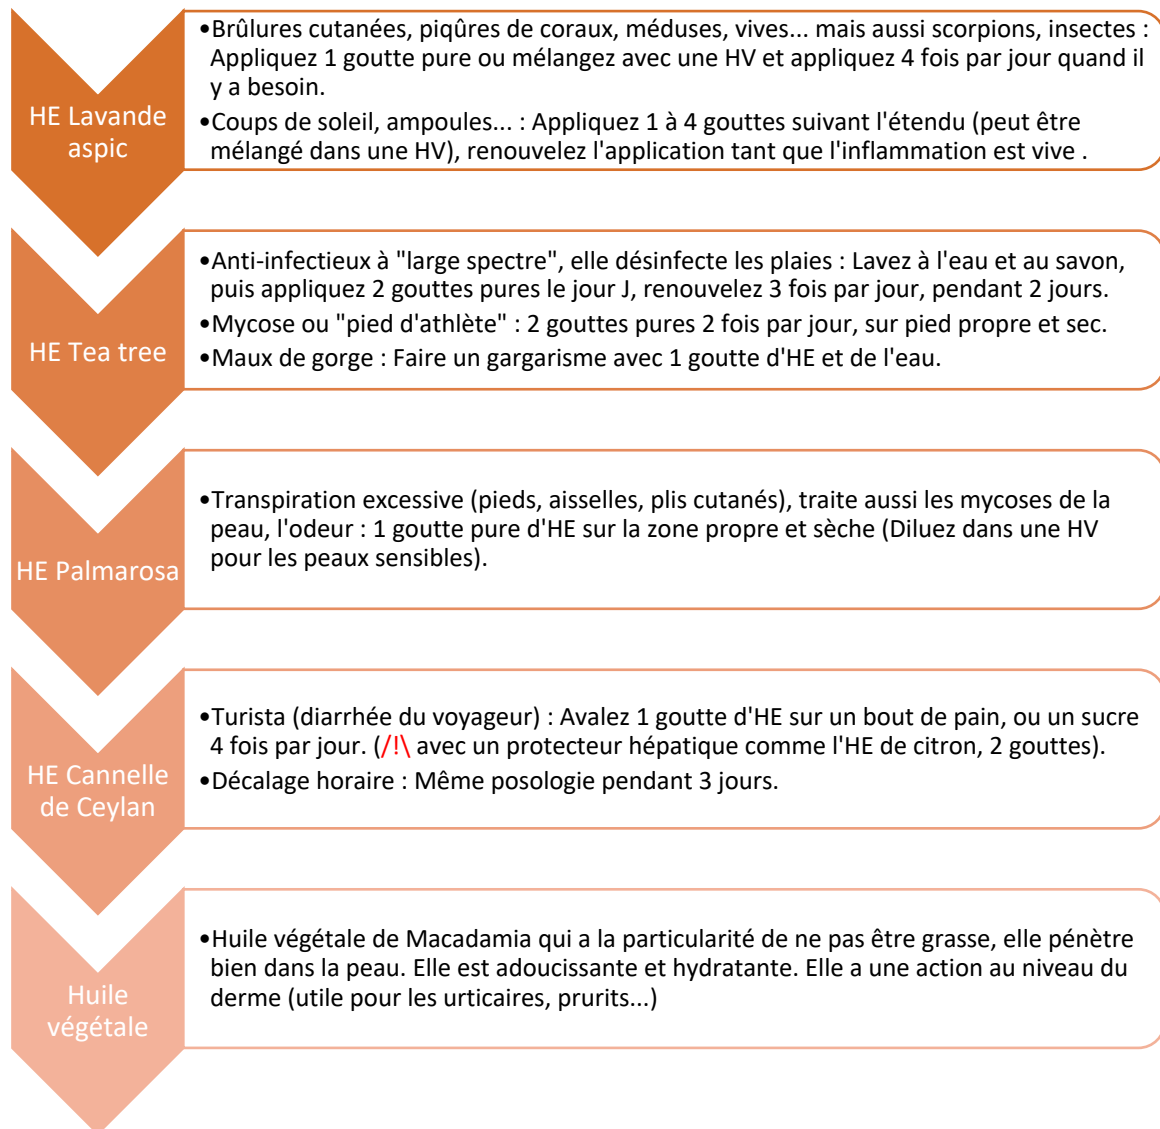 HE Lavande
aspic
•Brûlures cutanées, piqûres de coraux, méduses, vives... mais aussi scorpions, insectes :
Appliquez 1 goutte pure ou mélangez avec une HV et appliquez 4 fois par jour quand il
y a besoin.
•Coups de soleil, ampoules... : Appliquez 1 à 4 gouttes suivant l'étendu (peut être
mélangé dans une HV), renouvelez l'application tant que l'inflammation est vive .
HE Tea tree
•Anti-infectieux à "large spectre", elle désinfecte les plaies : Lavez à l'eau et au savon,
puis appliquez 2 gouttes pures le jour J, renouvelez 3 fois par jour, pendant 2 jours.
•Mycose ou "pied d'athlète" : 2 gouttes pures 2 fois par jour, sur pied propre et sec.
•Maux de gorge : Faire un gargarisme avec 1 goutte d'HE et de l'eau.
HE Palmarosa
•Transpiration excessive (pieds, aisselles, plis cutanés), traite aussi les mycoses de la
peau, l'odeur : 1 goutte pure d'HE sur la zone propre et sèche (Diluez dans une HV
pour les peaux sensibles).
HE Cannelle
de Ceylan
•Turista (diarrhée du voyageur) : Avalez 1 goutte d'HE sur un bout de pain, ou un sucre
4 fois par jour. (/!\ avec un protecteur hépatique comme l'HE de citron, 2 gouttes).
•Décalage horaire : Même posologie pendant 3 jours.
Huile
végétale
•Huile végétale de Macadamia qui a la particularité de ne pas être grasse, elle pénètre
bien dans la peau. Elle est adoucissante et hydratante. Elle a une action au niveau du
derme (utile pour les urticaires, prurits...)